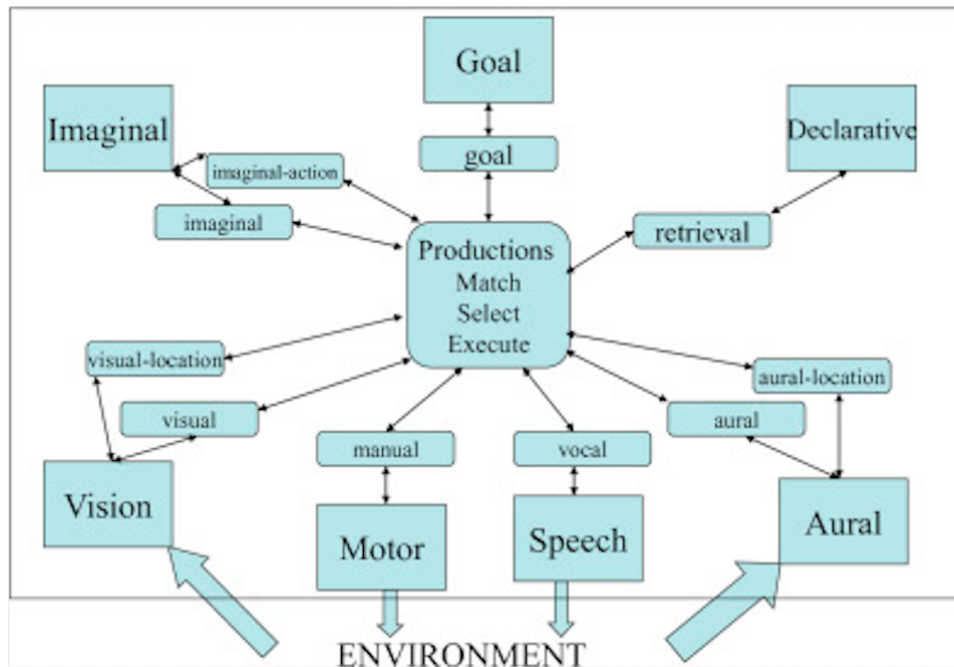 Goal
Imaginal
Declarative
goal
imaginal-action
imaginal
retrieval
Productions
Match
Select
Execute
visual-location
aural-location
visual
aural
manual
vocal
Vision
Motor
Speech
Aural
ENVIRONMENT